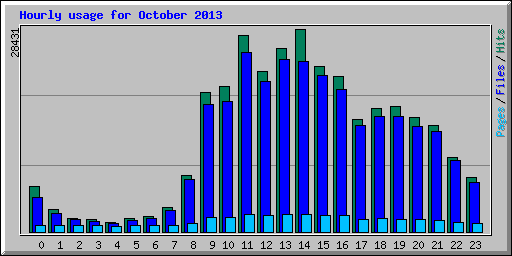 Hourly usage for October 2013
28431
Pages / Files / Hits
0 1 2 3 4 5 6 7 8 9 10 11 12 13 14 15 16 17 18 19 20 21 22 23